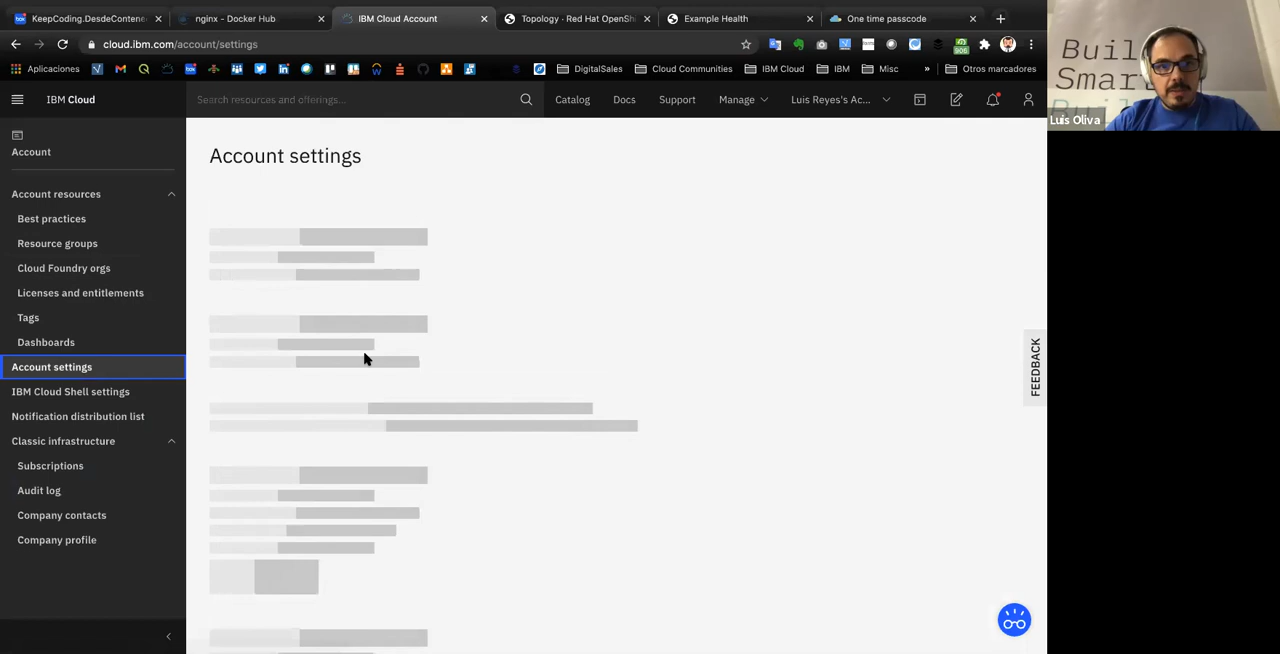 KeepCoding.DesdeContene
nginx - Docker Hub
IBM Cloud Account
Topology - Red Hat OpenShi
Example Health
One time passcode
cloud.ibm.com/account/settings
906
Aplicaciones
DigitalSales
Cloud Communities
IBM Cloud
IBM
Misc
»
Otros marcadores
IBM Cloud
Search resources and offerings...
Catalog
Docs
Support
Manage
Luis Reyes's Ac...
Account
Account resources
Best practices
Resource groups
Cloud Foundry orgs
Licenses and entitlements
Tags
Dashboards
Account settings
IBM Cloud Shell settings
Notification distribution list
Classic infrastructure
Subscriptions
Audit log
Company contacts
Company profile
Account settings
FEEDBACK
Buil
Smart
Luis Oliva